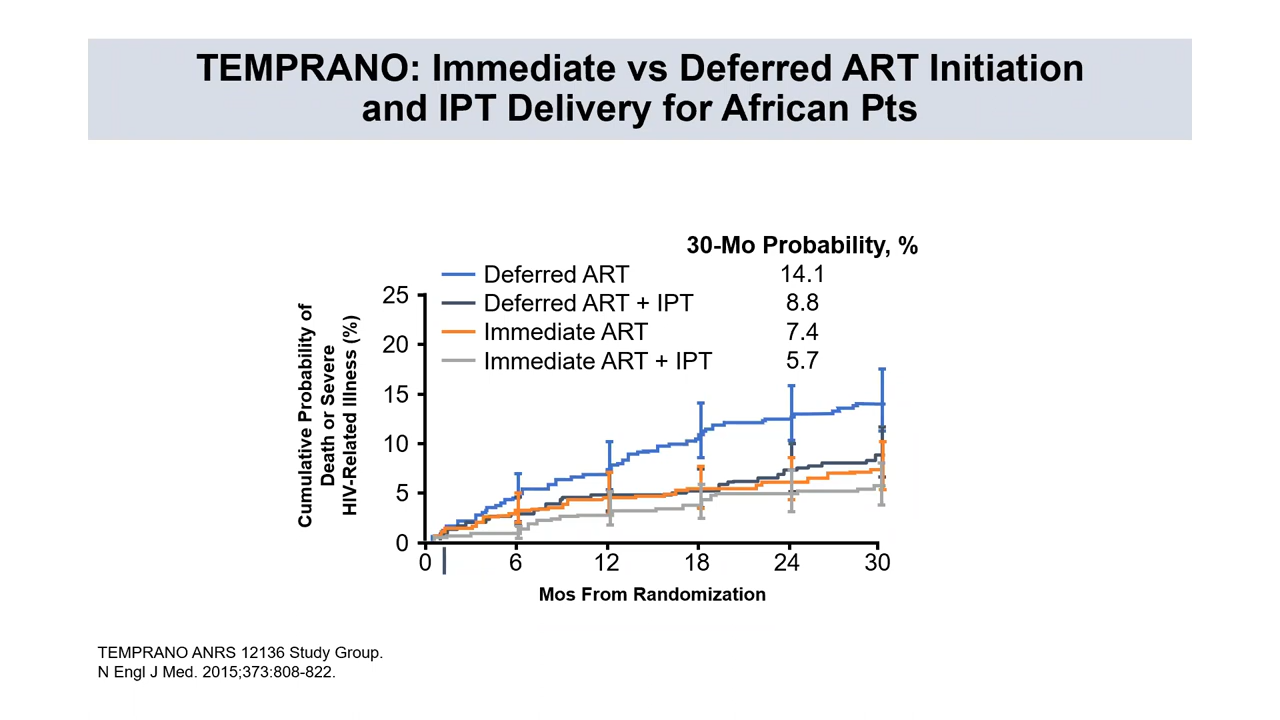 TEMPRANO: Immediate vs Deferred ART Initiation
and IPT Delivery for African Pts
30-Mo Probability, %
Deferred ART 14.1
Deferred ART + IPT 8.8
Immediate ART 7.4
Immediate ART + IPT 5.7
Cumulative Probability of
Death or Severe
HIV-Related Illness (%)
25
20
15
10
5
0
0 6 12 18 24 30
Mos From Randomization
TEMPRANO ANRS 12136 Study Group.
N Engl J Med. 2015;373:808-822.